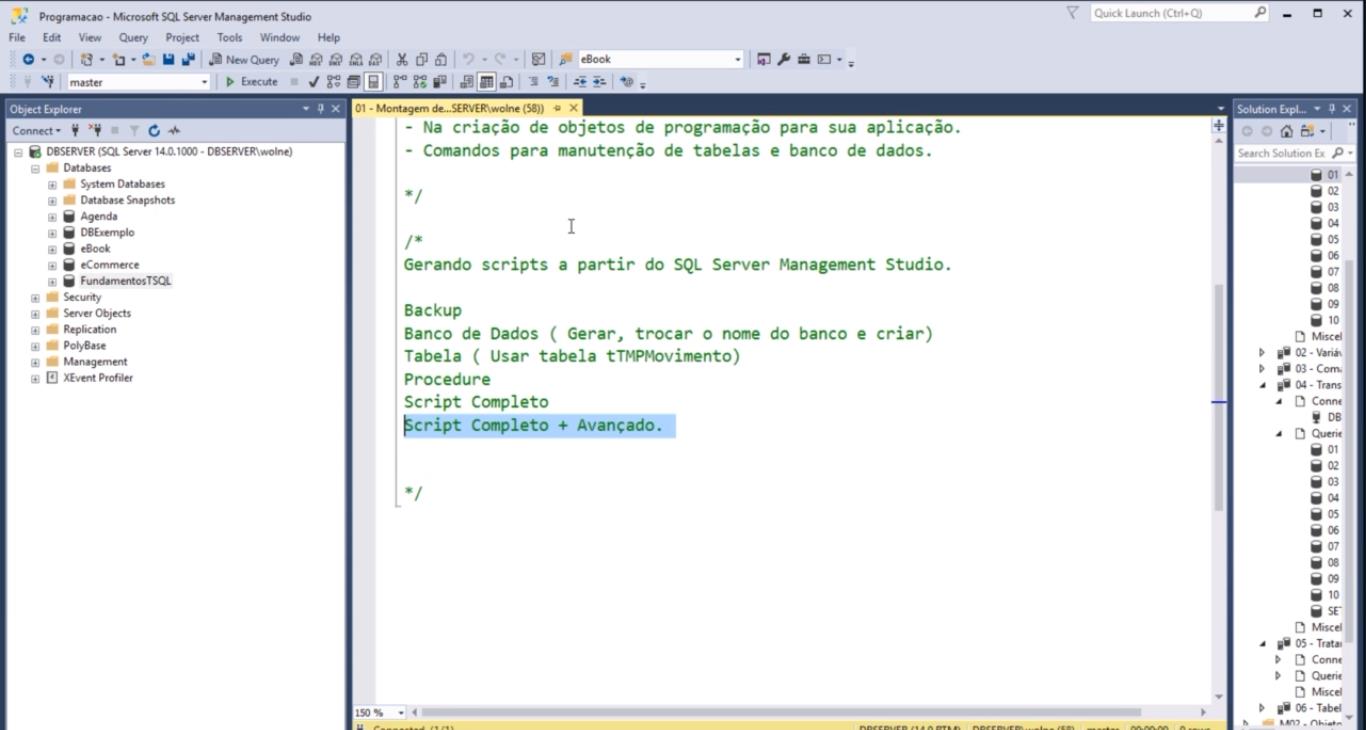 Programacao - Microsoft SQL Server Management Studio
Quick Launch (Ctrl+Q)
File Edit View Query Project Tools Window Help
New Query
eBook
master
Execute
Object Explorer
01 - Montagem de...SERVER\wolne (58))
Solution Expl...
Connect
Search Solution Ex
DBSERVER (SQL Server 14.0.1000 - DBSERVER\wolne)
Databases
System Databases
Database Snapshots
Agenda
DBExemplo
eBook
eCommerce
FundamentosTSQL
Security
Server Objects
Replication
PolyBase
Management
XEvent Profiler
- Na criação de objetos de programação para sua aplicação.
- Comandos para manutenção de tabelas e banco de dados.
*/
/*
Gerando scripts a partir do SQL Server Management Studio.
Backup
Banco de Dados ( Gerar, trocar o nome do banco e criar)
Tabela ( Usar tabela tTMPMovimento)
Procedure
Script Completo
Script Completo + Avançado.
*/
01
02
03
04
05
06
07
08
09
10
Miscel
02 - Variáv
03 - Com
04 - Trans
Conne
DB
Querie
01
02
03
04
05
06
07
08
09
10
SE
Miscel
05 - Trata
Conne
Querie
Miscel
06 - Tabel
M02 - Objeto
150 %
Connected. (1/1)
DBSERVER (14.0 RTM)
DBSERVER\wolne (58)
master
00:00:00
0 rows